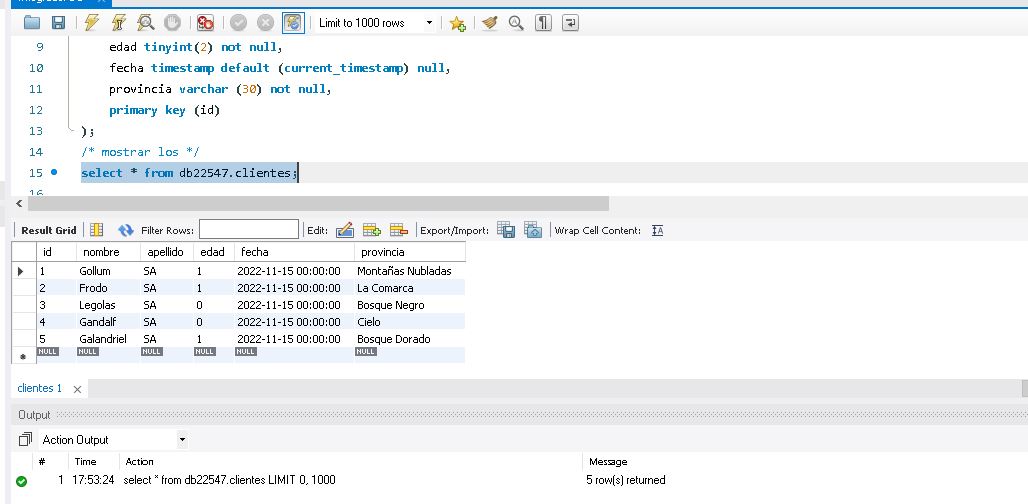 Limit to 1000 rows
9 edad tinyint(2) not null,
10 fecha timestamp default (current_timestamp) null,
11 provincia varchar (30) not null,
12 primary key (id)
13 );
14 /* mostrar los */
15 select * from db22547.clientes;
16
Result Grid Filter Rows: Edit: Export/Import: Wrap Cell Content:
id nombre apellido edad fecha provincia
1 Gollum SA 1 2022-11-15 00:00:00 Montañas Nubladas
2 Frodo SA 1 2022-11-15 00:00:00 La Comarca
3 Legolas SA 0 2022-11-15 00:00:00 Bosque Negro
4 Gandalf SA 0 2022-11-15 00:00:00 Cielo
5 Galandriel SA 1 2022-11-15 00:00:00 Bosque Dorado
NULL NULL NULL NULL NULL NULL
clientes 1
Output
Action Output
# Time Action Message
1 17:53:24 select * from db22547.clientes LIMIT 0, 1000 5 row(s) returned